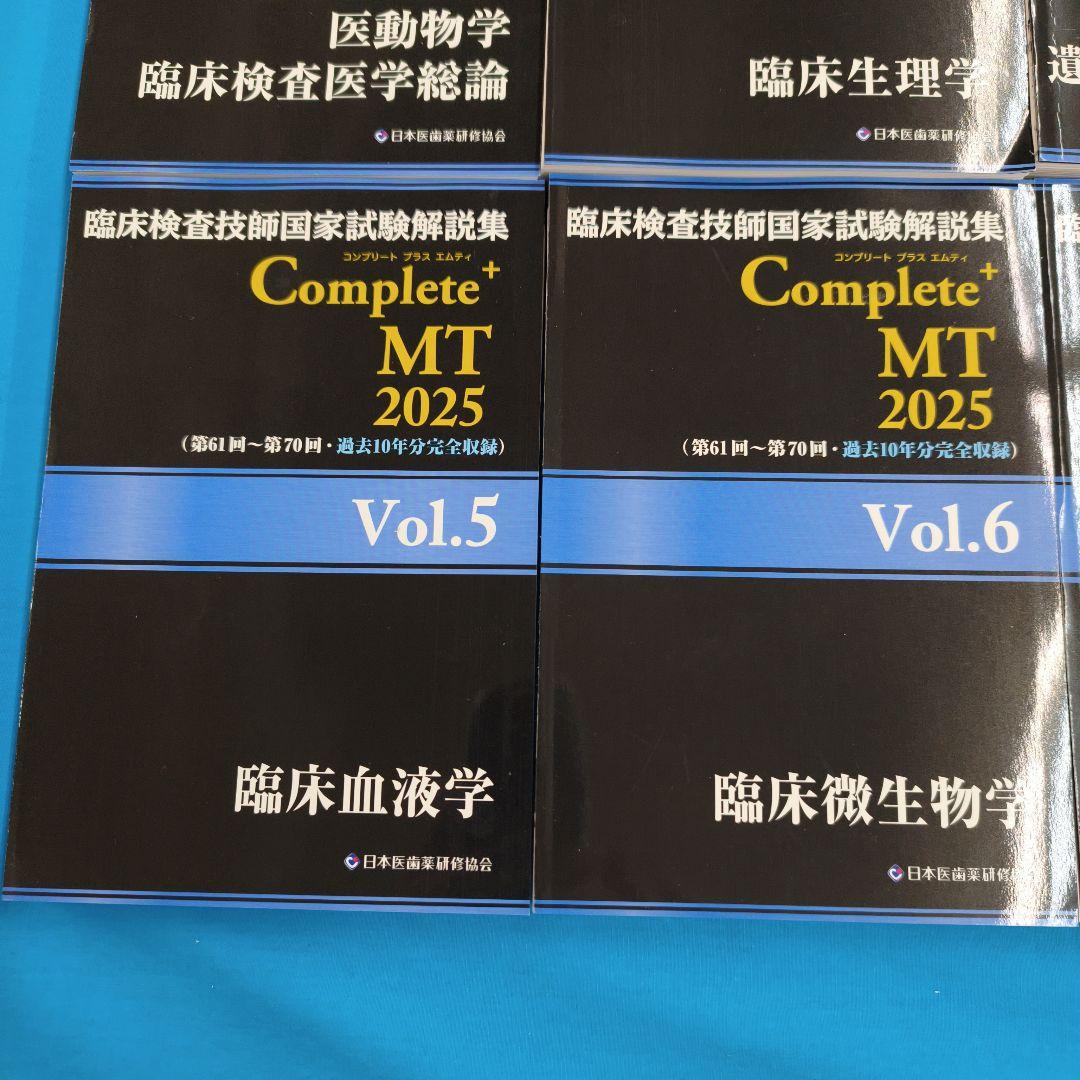 医動物学
臨床検査医学総論
日本医歯薬研修協会
臨床生理学
日本医歯薬研修協会
遺
臨床検査技師国家試験解説集
コンプリート プラス エムティ
Complete+
MT
2025
(第61回～第70回・過去10年分完全収録)
Vol.5
臨床血液学
日本医歯薬研修協会
臨床検査技師国家試験解説集
コンプリート プラス エムティ
Complete+
MT
2025
(第61回～第70回・過去10年分完全収録)
Vol.6
臨床微生物学
日本医歯薬研修